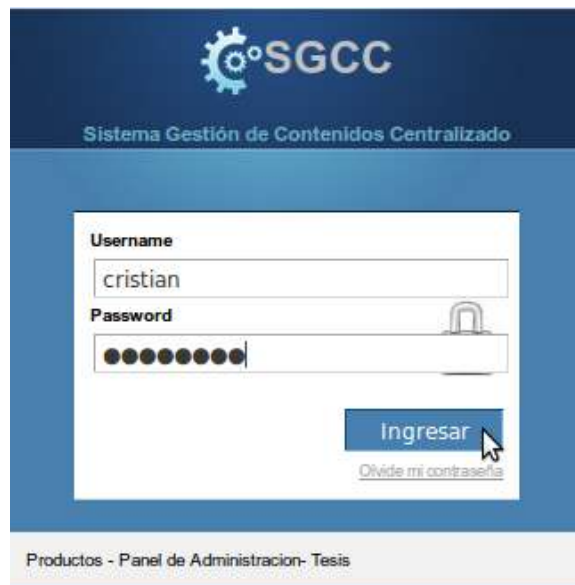 SGCC
Sistema Gestión de Contenidos Centralizado
Username
cristian
Password
●●●●●●●●
Ingresar
Olvide mi contraseña
Productos - Panel de Administracion- Tesis